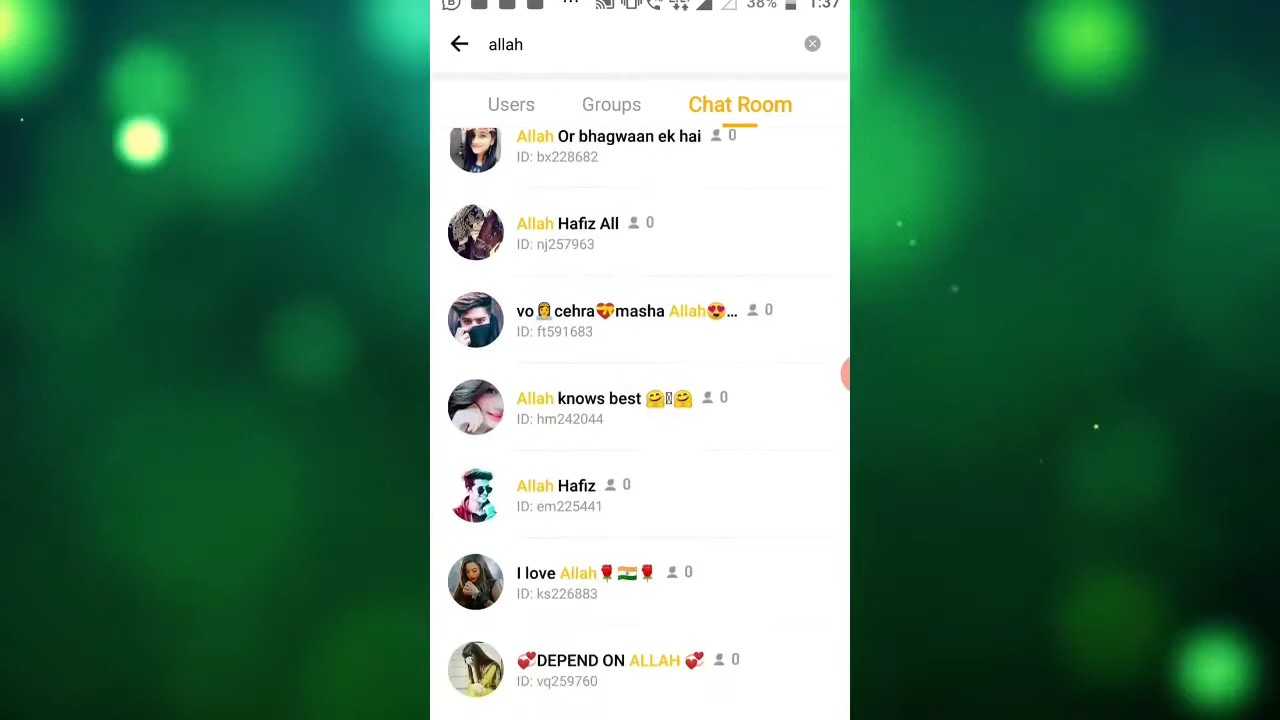 38% 1:37
allah
Users Groups Chat Room
Allah Or bhagwaan ek hai 0
ID: bx228682
Allah Hafiz All 0
ID: nj257963
vo👩cehra💝masha Allah😍... 0
ID: ft591683
Allah knows best 🤗🤗 0
ID: hm242044
Allah Hafiz 0
ID: em225441
I love Allah🌹🇮🇳🌹 0
ID: ks226883
💞DEPEND ON ALLAH 💞 0
ID: vq259760